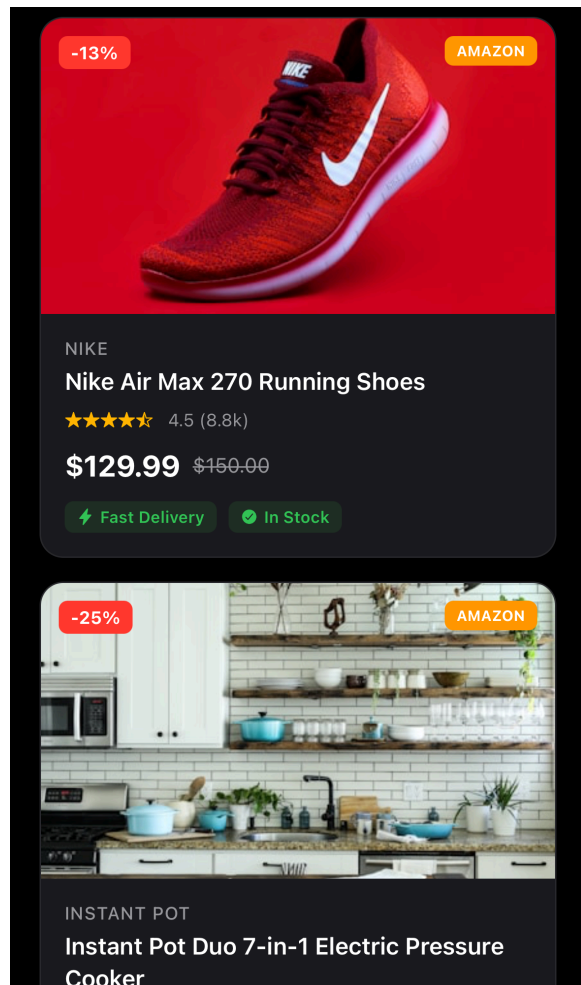 -13%
AMAZON
NIKE
NIKE
Nike Air Max 270 Running Shoes
4.5 (8.8k)
$129.99 $150.00
Fast Delivery
In Stock
-25%
AMAZON
INSTANT POT
Instant Pot Duo 7-in-1 Electric Pressure
Cooker